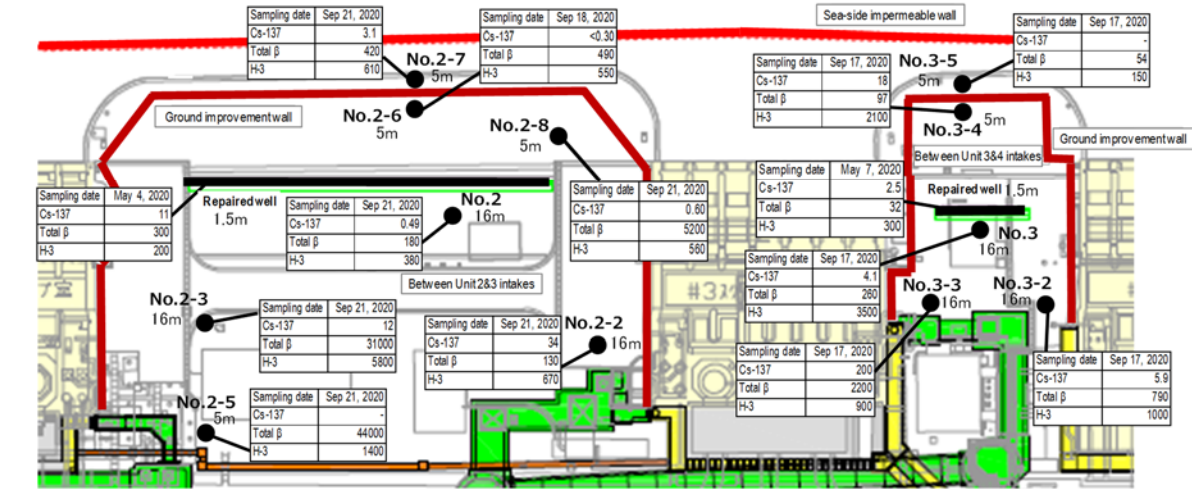 Sampling date Sep 21, 2020
Cs-137 3.1
Total β 420
H-3 610
Sampling date Sep 18, 2020
Cs-137 <0.30
Total β 490
H-3 550
Sea-side impermeable wall
Sampling date Sep 17, 2020
Cs-137 -
Total β 54
H-3 150
No.2-7
5m
No.3-5
5m
Sampling date Sep 17, 2020
Cs-137 18
Total β 97
H-3 2100
Ground improvement wall
No.2-6
5m
No.2-8
5m
5m
No.3-4
Ground improvement wall
Between Unit 3&4 intakes
Sampling date May 4, 2020
Cs-137 11
Total β 300
H-3 200
Repaired well
1.5m
Sampling date Sep 21, 2020
Cs-137 0.49
Total β 180
H-3 380
No.2
16m
Sampling date Sep 21, 2020
Cs-137 0.60
Total β 5200
H-3 560
Sampling date May 7, 2020
Cs-137 2.5
Total β 32
H-3 300
Repaired well 1.5m
No.3
16m
Between Unit 2&3 intakes
Sampling date Sep 17, 2020
Cs-137 4.1
Total β 260
H-3 3500
No.2-3
16m
Sampling date Sep 21, 2020
Cs-137 12
Total β 31000
H-3 5800
Sampling date Sep 21, 2020
Cs-137 34
Total β 130
H-3 670
No.2-2
16m
#3
No.3-3
16m
No.3-2
16m
Sampling date Sep 17, 2020
Cs-137 200
Total β 2200
H-3 900
Sampling date Sep 17, 2020
Cs-137 5.9
Total β 790
H-3 1000
No.2-5
5m
Sampling date Sep 21, 2020
Cs-137 -
Total β 44000
H-3 1400